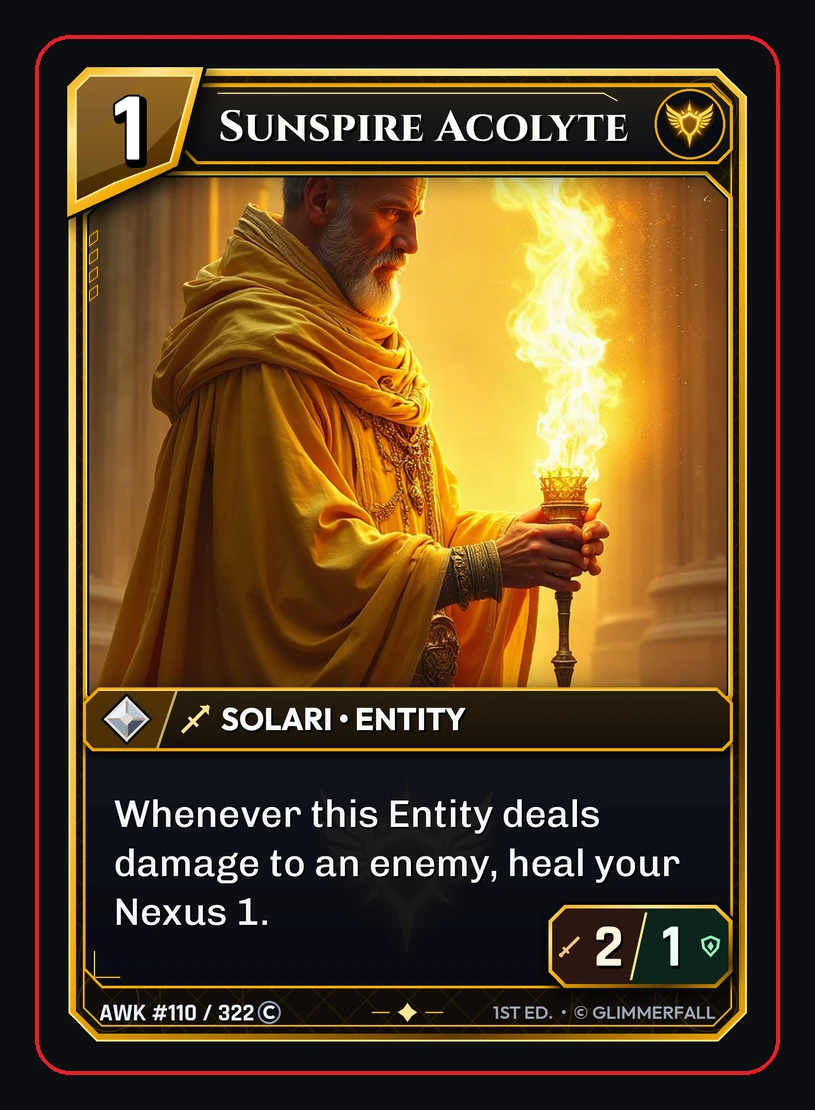 1
Sunspire Acolyte
SOLARI • ENTITY
Whenever this Entity deals
damage to an enemy, heal your
Nexus 1.
2 / 1
AWK #110 / 322 Ⓒ
1ST ED. • © GLIMMERFALL